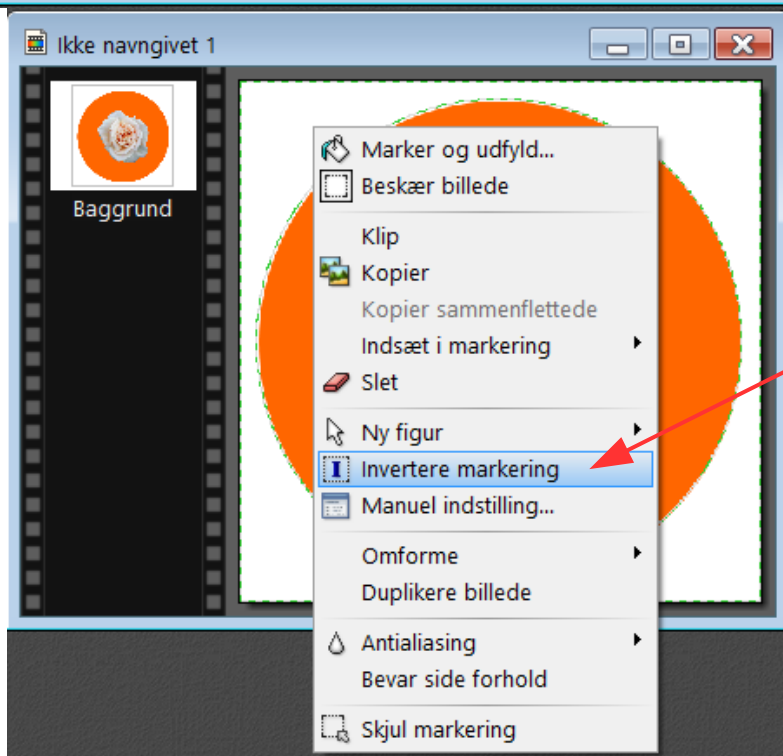 Ikke navngivet 1
Baggrund
Marker og udfyld...
Beskær billede
Klip
Kopier
Kopier sammenflettede
Indsæt i markering
Slet
Ny figur
Invertere markering
Manuel indstilling...
Omforme
Duplikere billede
Antialiasing
Bevar side forhold
Skjul markering